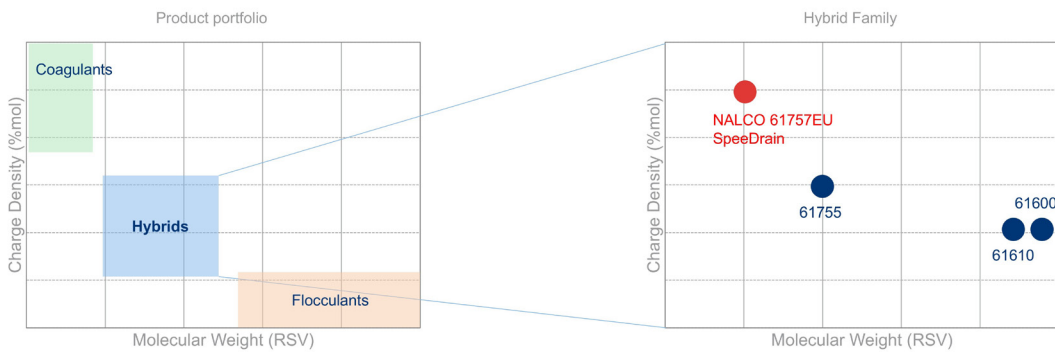 Product portfolio
Coagulants
Hybrids
Flocculants
Charge Density (%mol)
Molecular Weight (RSV)
Hybrid Family
NALCO 61757EU
SpeeDrain
61755
61600
61610
Charge Density (%mol)
Molecular Weight (RSV)